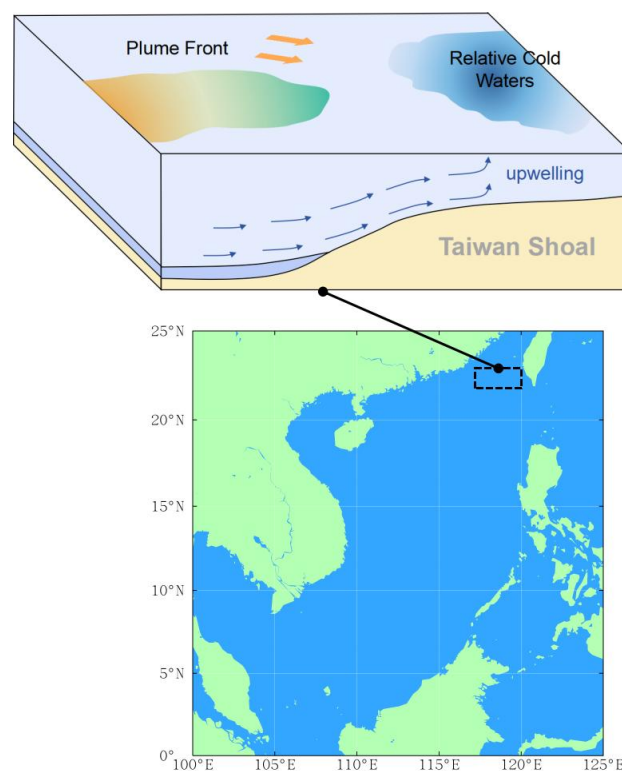 Plume Front
Relative Cold
Waters
upwelling
Taiwan Shoal
25°N
20°N
15°N
10°N
5°N
0°
100°E 105°E 110°E 115°E 120°E 125°E